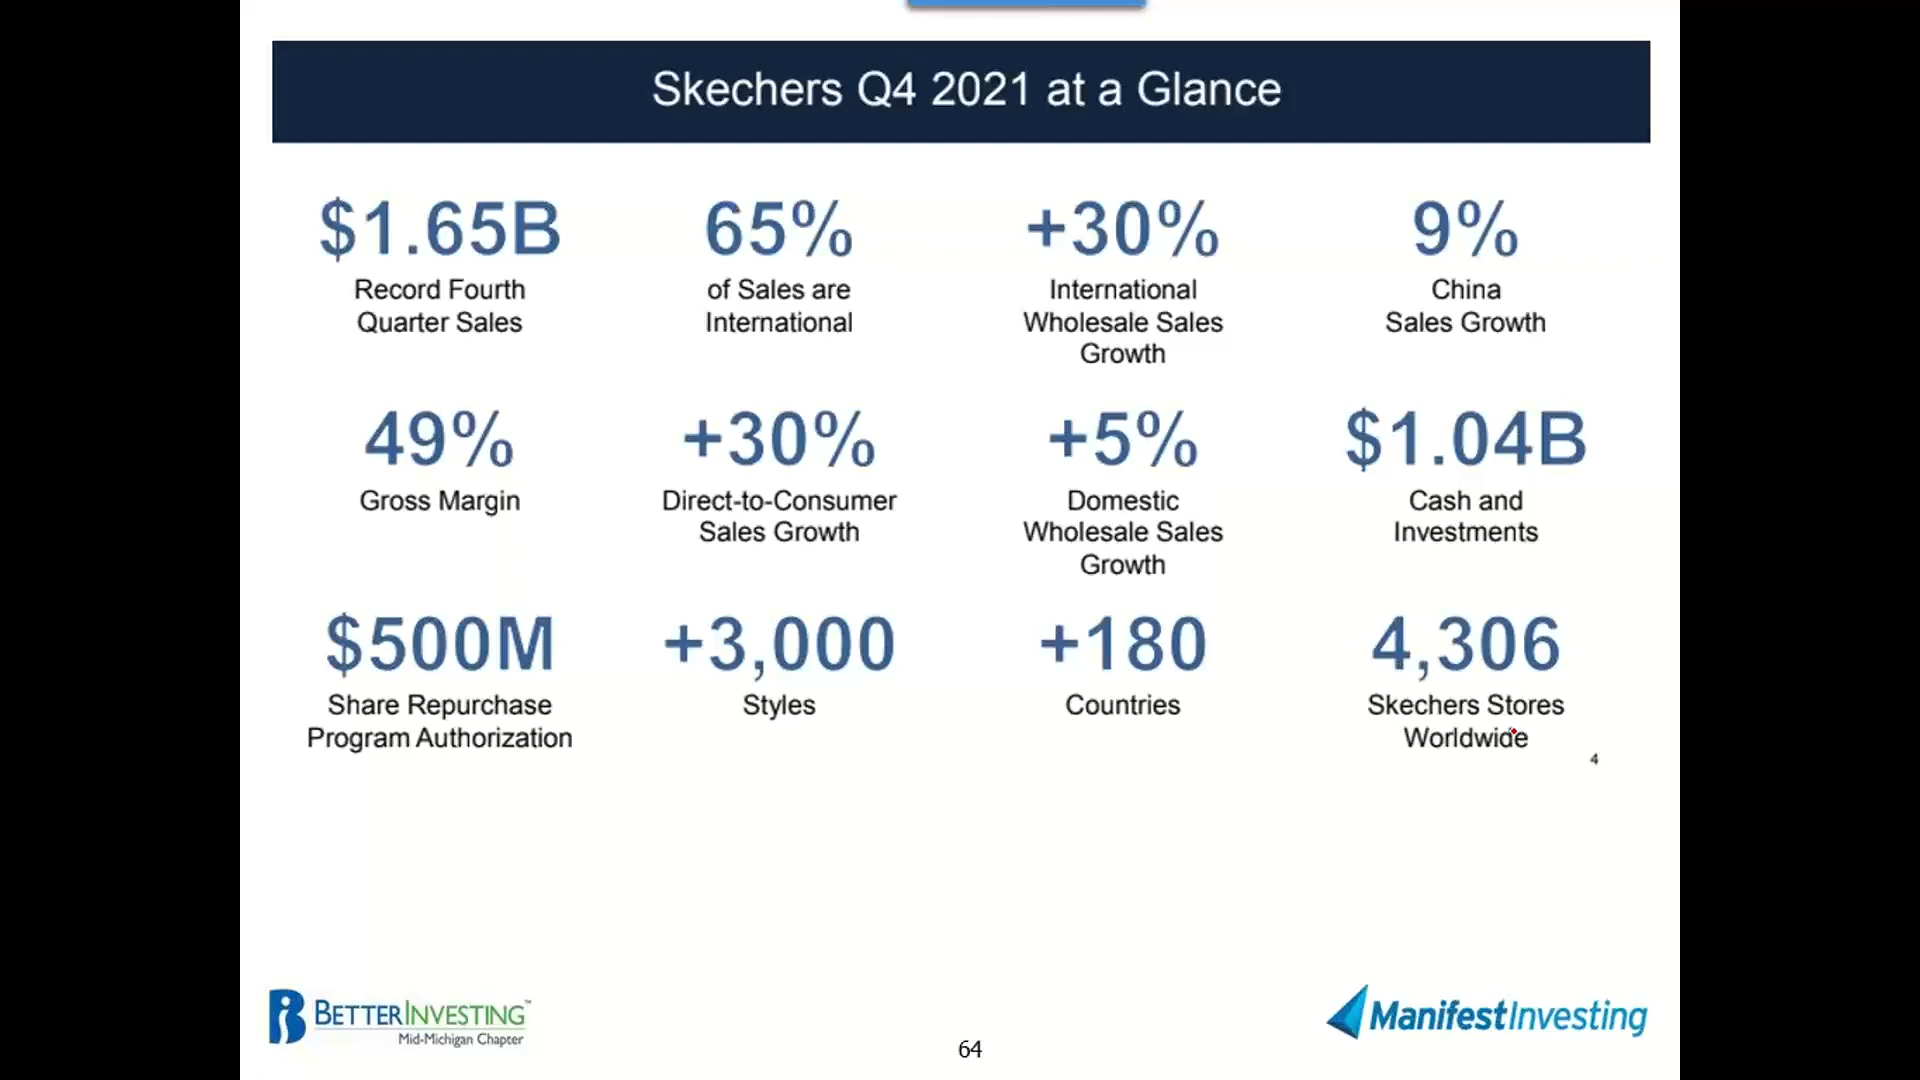 Skechers Q4 2021 at a Glance
$1.65B
Record Fourth
Quarter Sales
65%
of Sales are
International
+30%
International
Wholesale Sales
Growth
9%
China
Sales Growth
49%
Gross Margin
+30%
Direct-to-Consumer
Sales Growth
+5%
Domestic
Wholesale Sales
Growth
$1.04B
Cash and
Investments
$500M
Share Repurchase
Program Authorization
+3,000
Styles
+180
Countries
4,306
Skechers Stores
Worldwide
4
BETTERINVESTING™
Mid-Michigan Chapter
64
ManifestInvesting